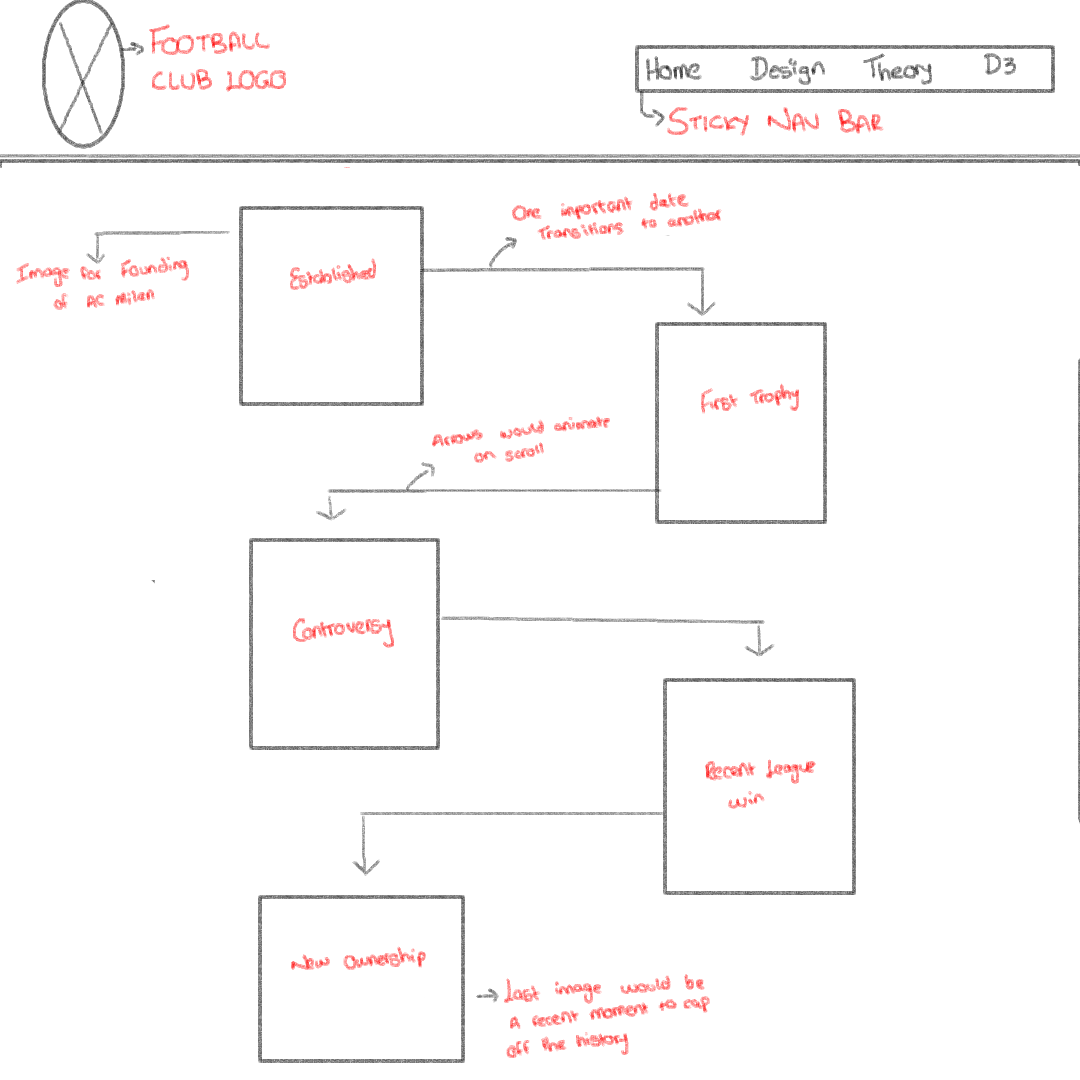 FOOTBALL
CLUB LOGO
Home Design Theory D3
STICKY NAV BAR
One inportant date
Transitions to another
Image for Founding
of AC Milan
Established
First Trophy
Arrows would animate
on scroll
Controversy
Recent League
win
New Ownership
Last image would be
A recent moment to cap
off the history